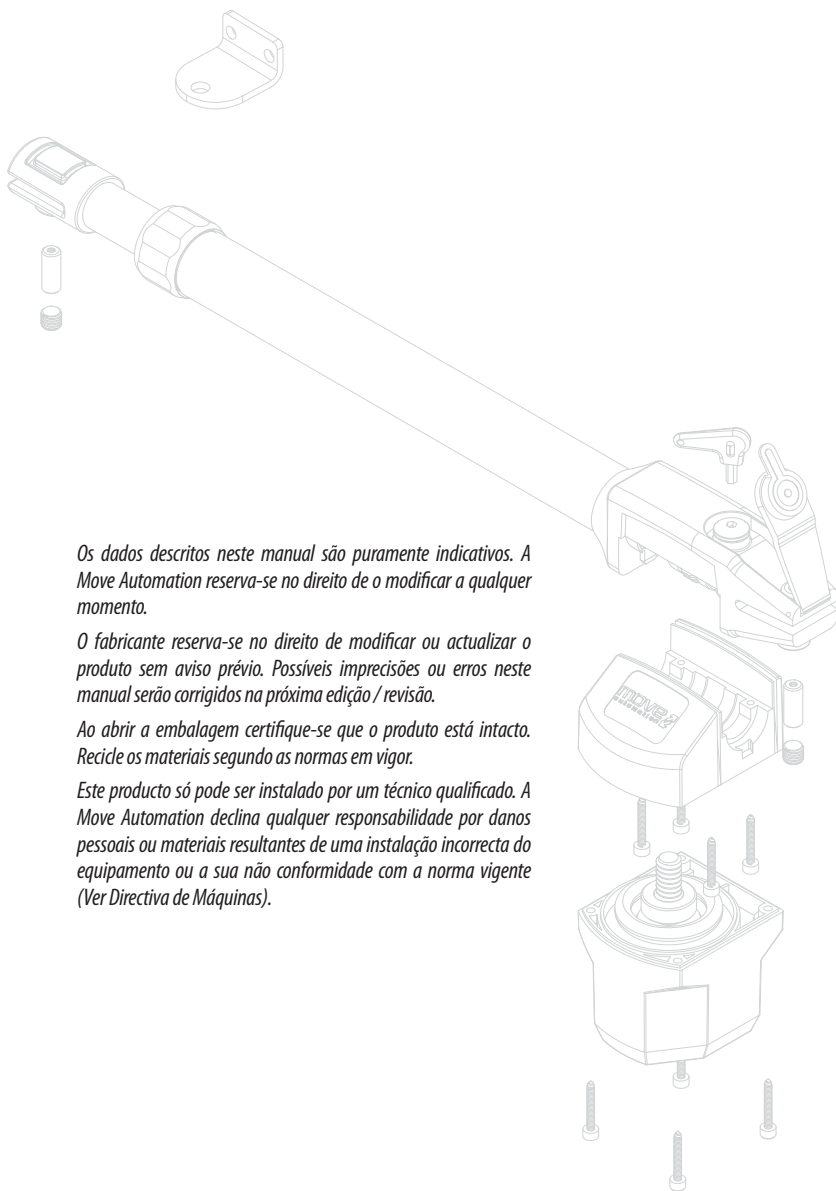 Os dados descritos neste manual são puramente indicativos. A
Move Automation reserva-se no direito de o modificar a qualquer
momento.
O fabricante reserva-se no direito de modificar ou actualizar o
produto sem aviso prévio. Possíveis imprecisões ou erros neste
manual serão corrigidos na próxima edição / revisão.
Ao abrir a embalagem certifique-se que o produto está intacto.
Recicle os materiais segundo as normas em vigor.
Este producto só pode ser instalado por um técnico qualificado. A
Move Automation declina qualquer responsabilidade por danos
pessoais ou materiais resultantes de uma instalação incorrecta do
equipamento ou a sua não conformidade com a norma vigente
(Ver Directiva de Máquinas).
move
automation